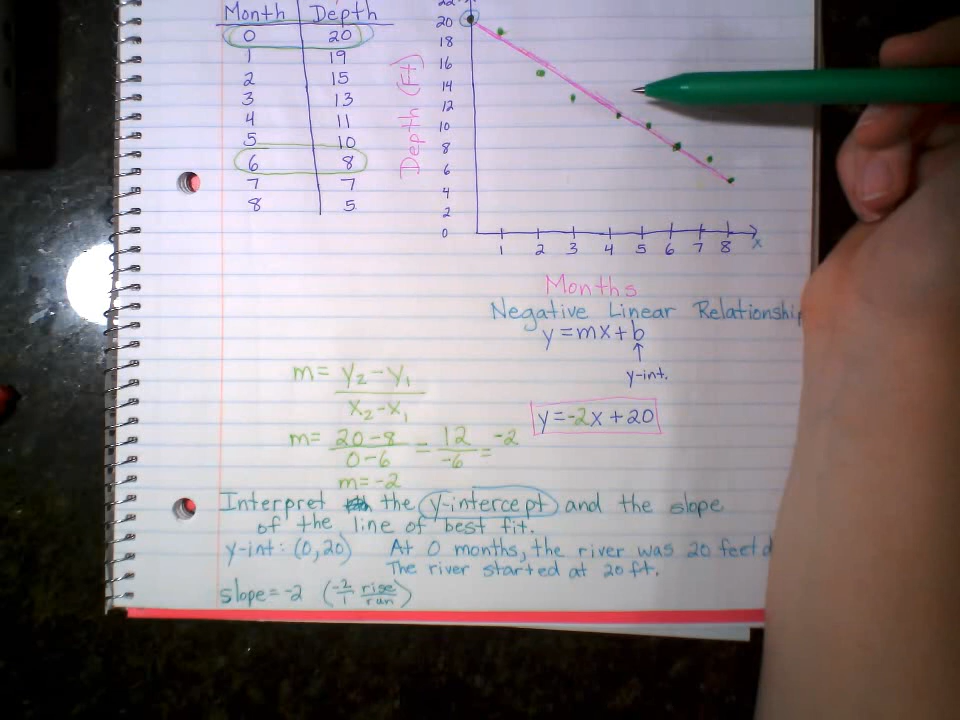 Month Depth
0 20
1 19
2 15
3 13
4 11
5 10
6 8
7 7
8 5
Depth (ft)
22
20
18
16
14
12
10
8
6
4
2
0
1 2 3 4 5 6 7 8 x
Months
Negative Linear Relationship
y=mx+b
y-int.
m= y₂-y₁
x₂-x₁
y=-2x+20
m= 20-8 = 12 = -2
0-6 -6
m=-2
Interpret the y-intercept and the slope
of the line of best fit.
y-int: (0,20) At 0 months, the river was 20 feet d
The river started at 20 ft.
slope=-2 (-2/1 rise/run)